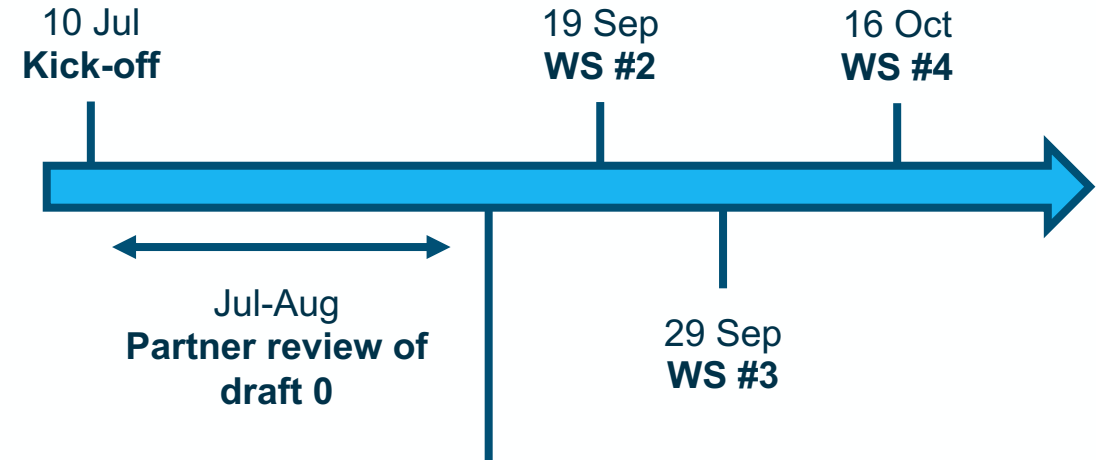 10 Jul
Kick-off
19 Sep
WS #2
16 Oct
WS #4
Jul-Aug
Partner review of
draft 0
29 Sep
WS #3